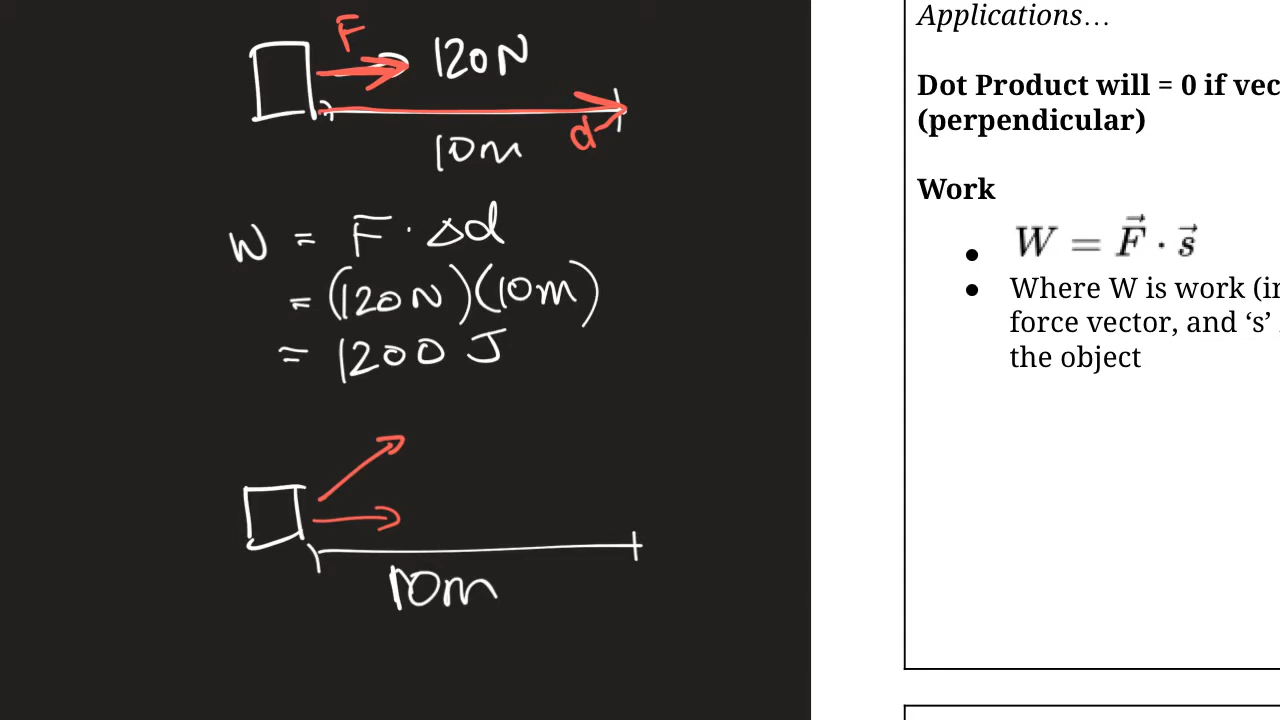 F
120N
d
10m
W = F · Δd
= (120N)(10m)
= 1200 J
10m
Applications…
Dot Product will = 0 if vec
(perpendicular)
Work
● W = F⃗ · s⃗
● Where W is work (in
force vector, and ‘s’
the object